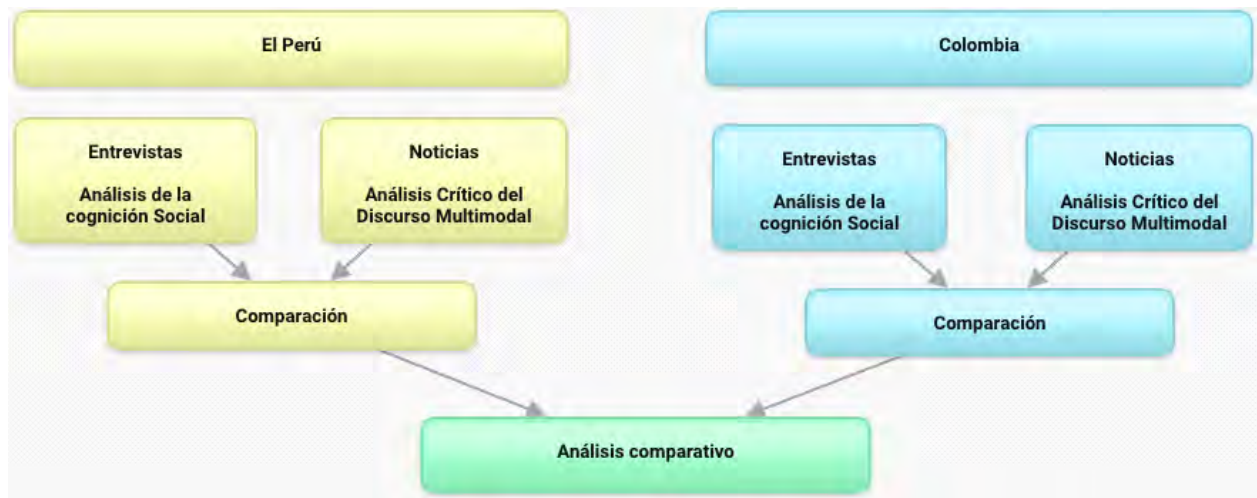 El Perú
Colombia
Entrevistas
Análisis de la
cognición Social
Noticias
Análisis Crítico del
Discurso Multimodal
Entrevistas
Análisis de la
cognición Social
Noticias
Análisis Crítico del
Discurso Multimodal
Comparación
Comparación
Análisis comparativo